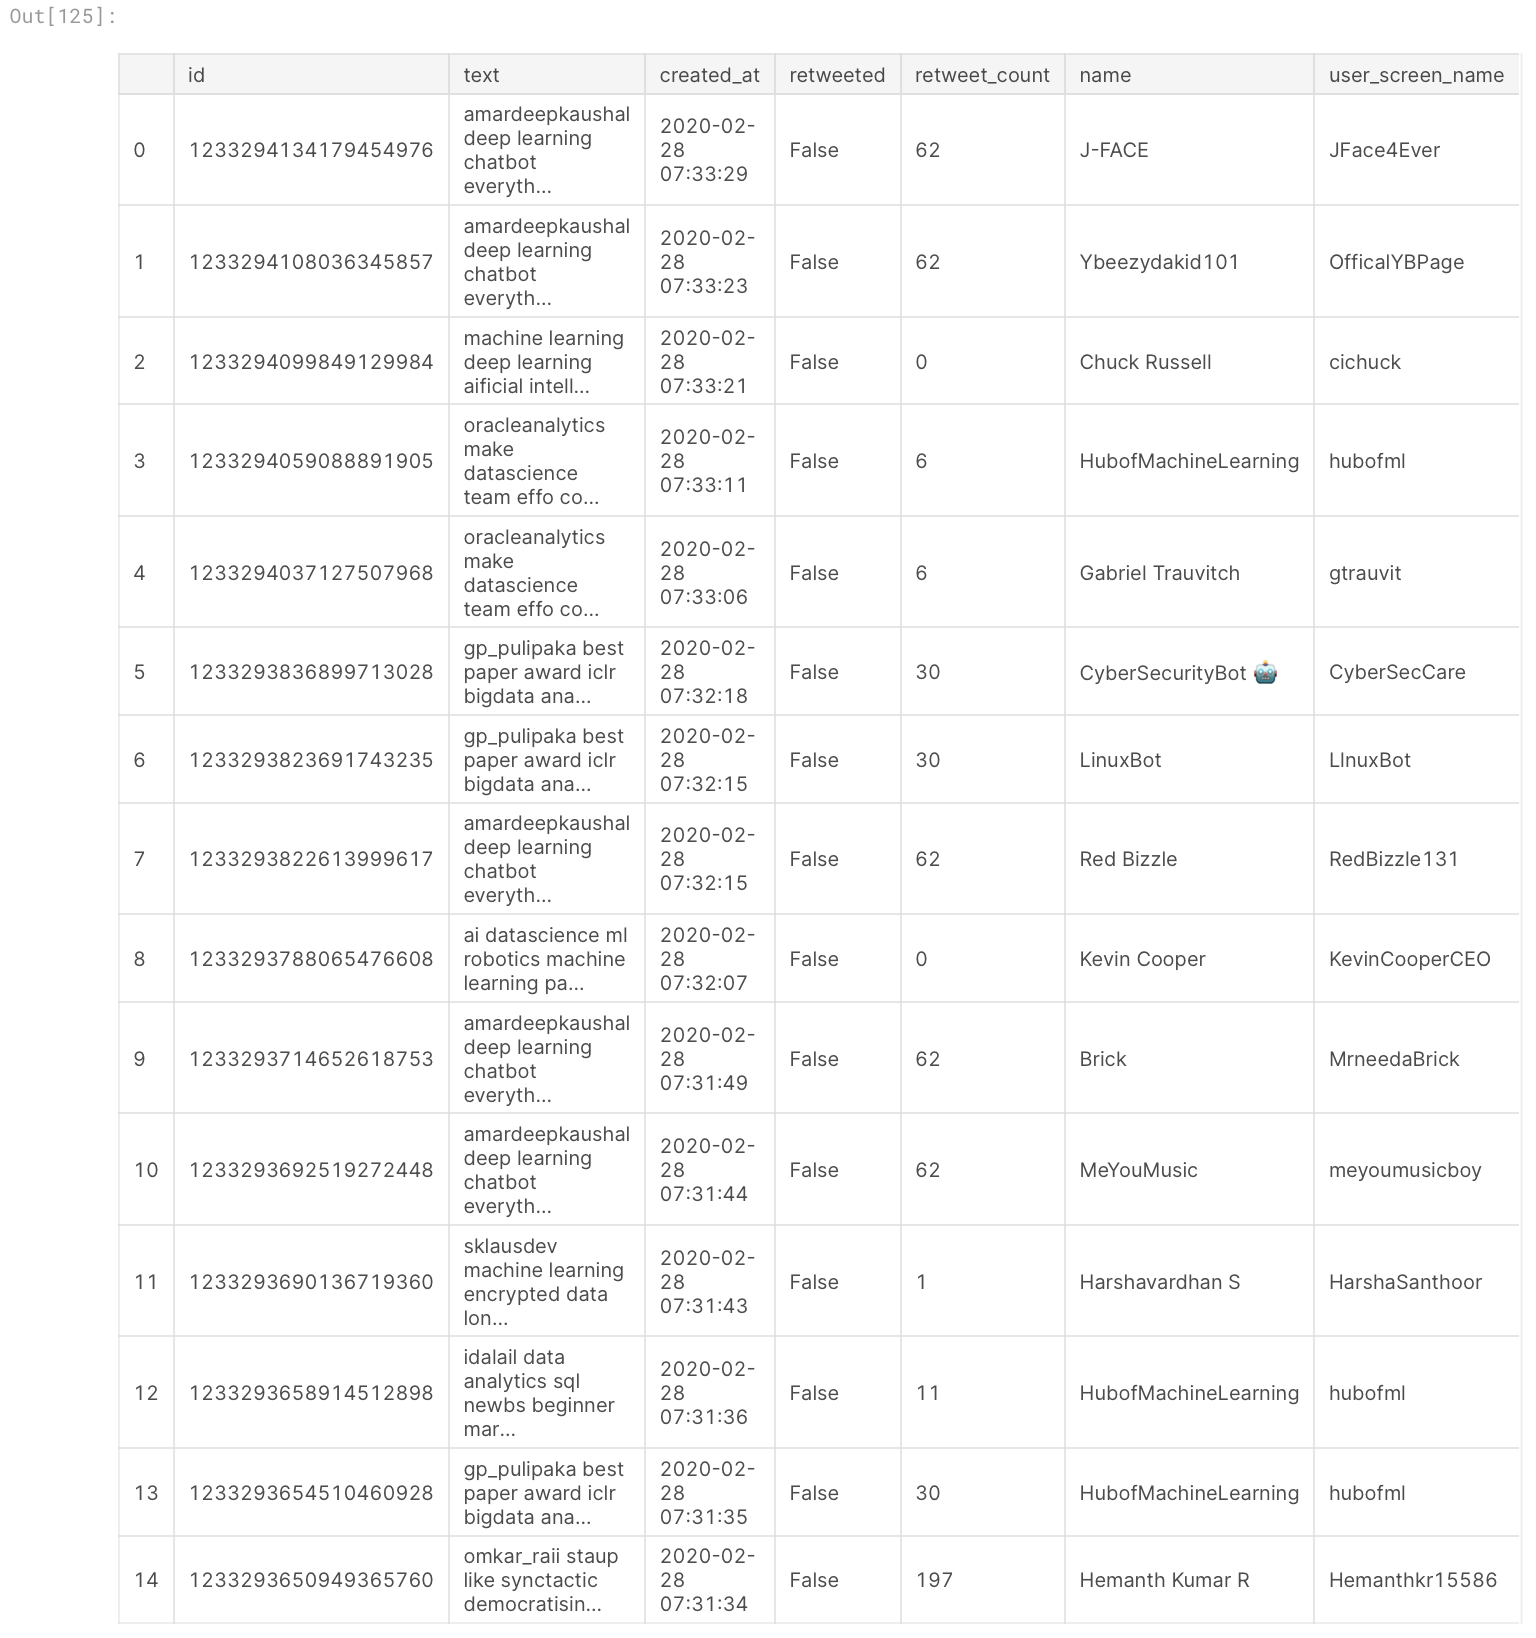 Out[125]:
id text created_at retweeted retweet_count name user_screen_name
0 1233294134179454976 amardeepkaushal deep learning chatbot everyth... 2020-02-28 07:33:29 False 62 J-FACE JFace4Ever
1 1233294108036345857 amardeepkaushal deep learning chatbot everyth... 2020-02-28 07:33:23 False 62 Ybeezydakid101 OfficalYBPage
2 1233294099849129984 machine learning deep learning aificial intell... 2020-02-28 07:33:21 False 0 Chuck Russell cichuck
3 1233294059088891905 oracleanalytics make datascience team effo co... 2020-02-28 07:33:11 False 6 HubofMachineLearning hubofml
4 1233294037127507968 oracleanalytics make datascience team effo co... 2020-02-28 07:33:06 False 6 Gabriel Trauvitch gtrauvit
5 1233293836899713028 gp_pulipaka best paper award iclr bigdata ana... 2020-02-28 07:32:18 False 30 CyberSecurityBot 🤖 CyberSecCare
6 1233293823691743235 gp_pulipaka best paper award iclr bigdata ana... 2020-02-28 07:32:15 False 30 LinuxBot LInuxBot
7 1233293822613999617 amardeepkaushal deep learning chatbot everyth... 2020-02-28 07:32:15 False 62 Red Bizzle RedBizzle131
8 1233293788065476608 ai datascience ml robotics machine learning pa... 2020-02-28 07:32:07 False 0 Kevin Cooper KevinCooperCEO
9 1233293714652618753 amardeepkaushal deep learning chatbot everyth... 2020-02-28 07:31:49 False 62 Brick MrneedaBrick
10 1233293692519272448 amardeepkaushal deep learning chatbot everyth... 2020-02-28 07:31:44 False 62 MeYouMusic meyoumusicboy
11 1233293690136719360 sklausdev machine learning encrypted data lon... 2020-02-28 07:31:43 False 1 Harshavardhan S HarshaSanthoor
12 1233293658914512898 idalail data analytics sql newbs beginner mar... 2020-02-28 07:31:36 False 11 HubofMachineLearning hubofml
13 1233293654510460928 gp_pulipaka best paper award iclr bigdata ana... 2020-02-28 07:31:35 False 30 HubofMachineLearning hubofml
14 1233293650949365760 omkar_raii staup like synctactic democratisin... 2020-02-28 07:31:34 False 197 Hemanth Kumar R Hemanthkr15586